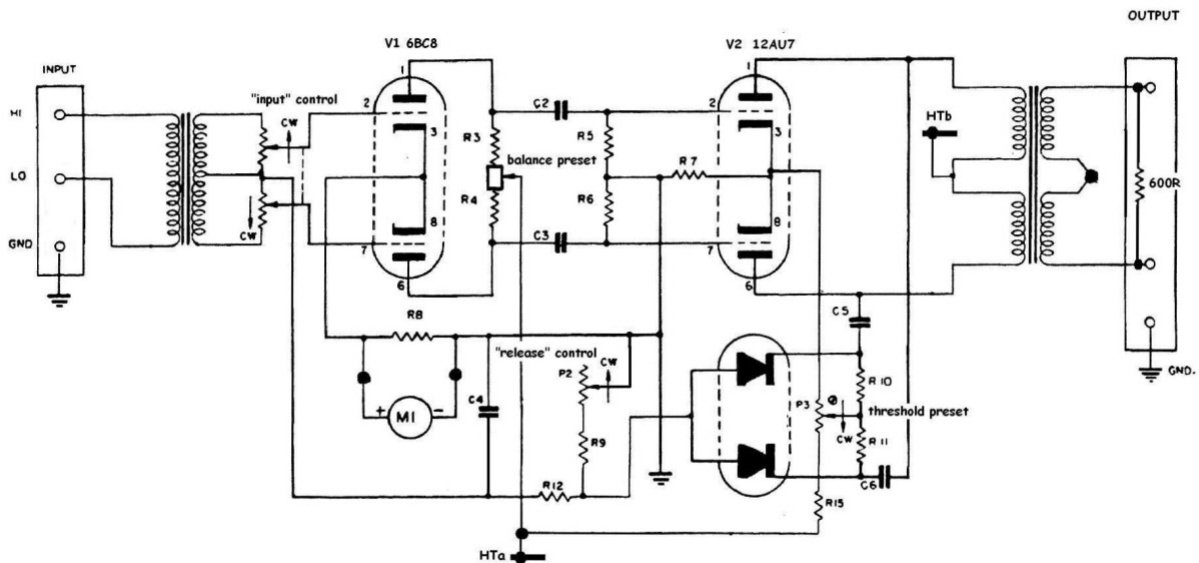 OUTPUT
V1 6BC8
V2 12AU7
INPUT
1
1
"input" control
HI
CW
2
C2
2
HTb
3
R3
R5
3
balance preset
R7
LO
R4
R6
600R
CW
8
8
GND
7
C3
7
6
6
R8
C5
"release" control
P2
CW
R10
GND.
C4
P3
threshold preset
+
M1
-
CW
R9
R11
R12
C6
R15
HTa